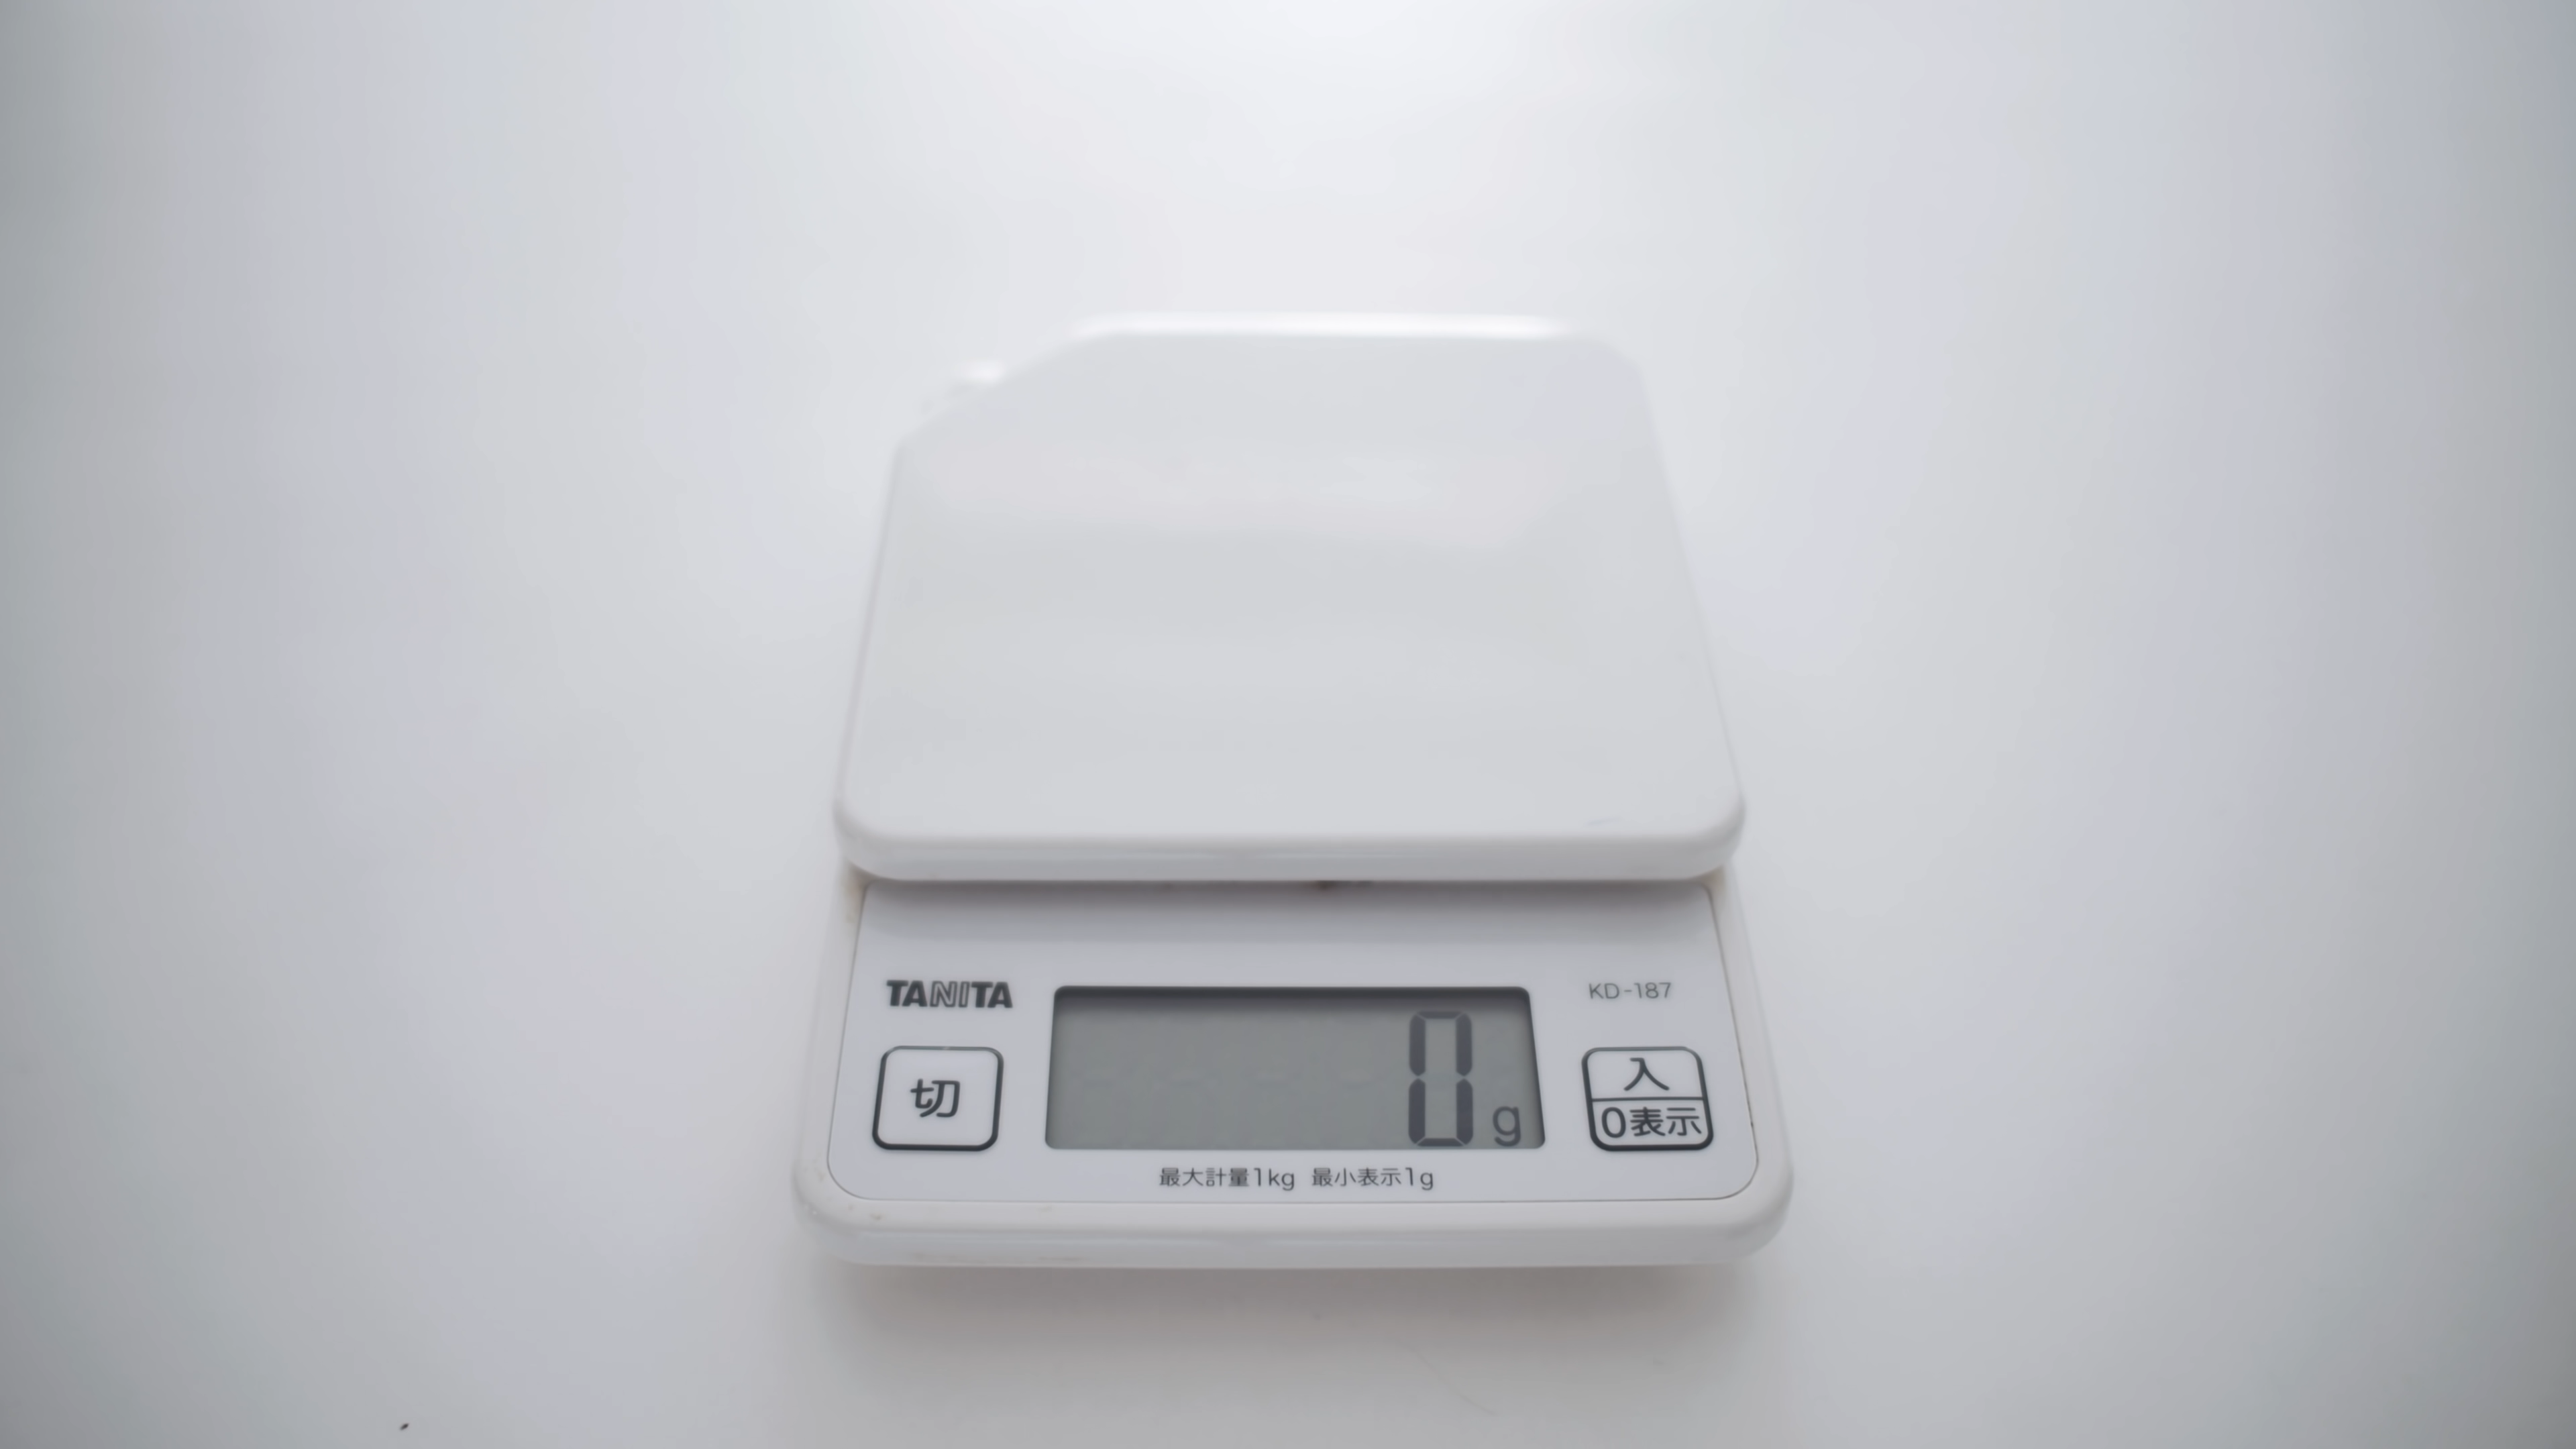 TANITA
KD-187
切
0g
入
0表示
最大計量1kg 最小表示1g